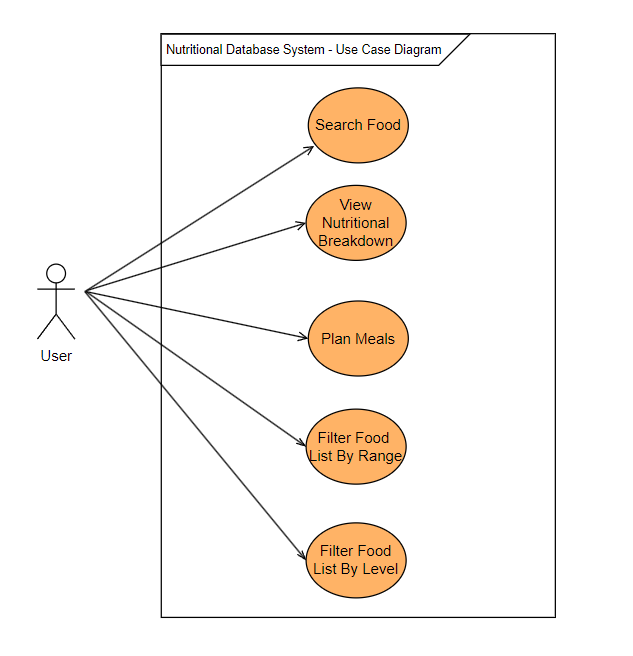 Nutritional Database System - Use Case Diagram
Search Food
View
Nutritional
Breakdown
User
Plan Meals
Filter Food
List By Range
Filter Food
List By Level